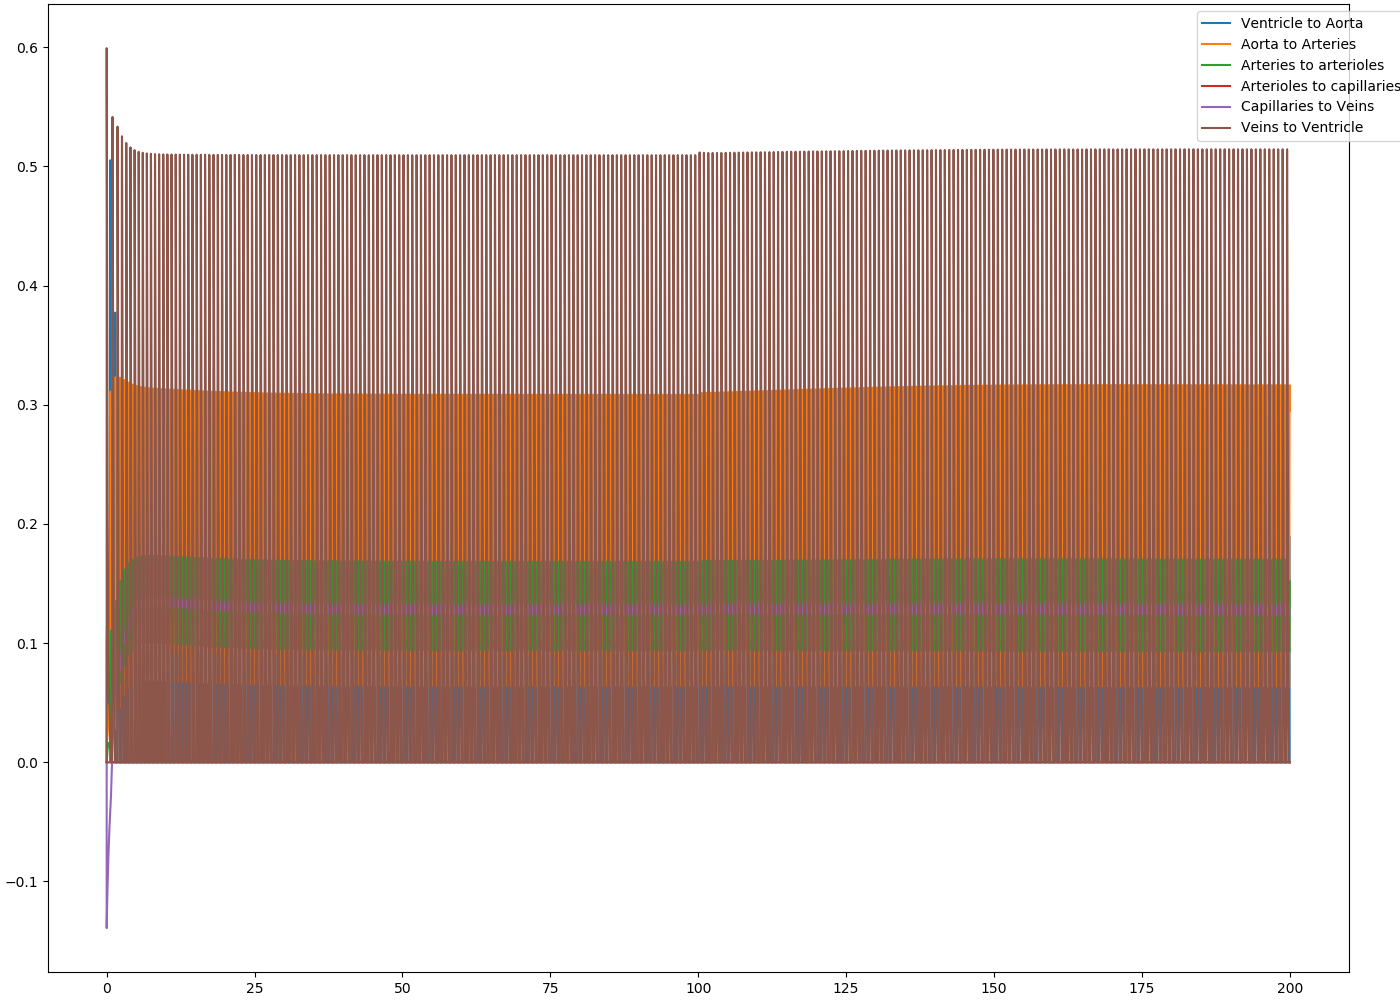 Ventricle to Aorta
Aorta to Arteries
Arteries to arterioles
Arterioles to capillaries
Capillaries to Veins
Veins to Ventricle
0.6
0.5
0.4
0.3
0.2
0.1
0.0
−0.1
0 25 50 75 100 125 150 175 200